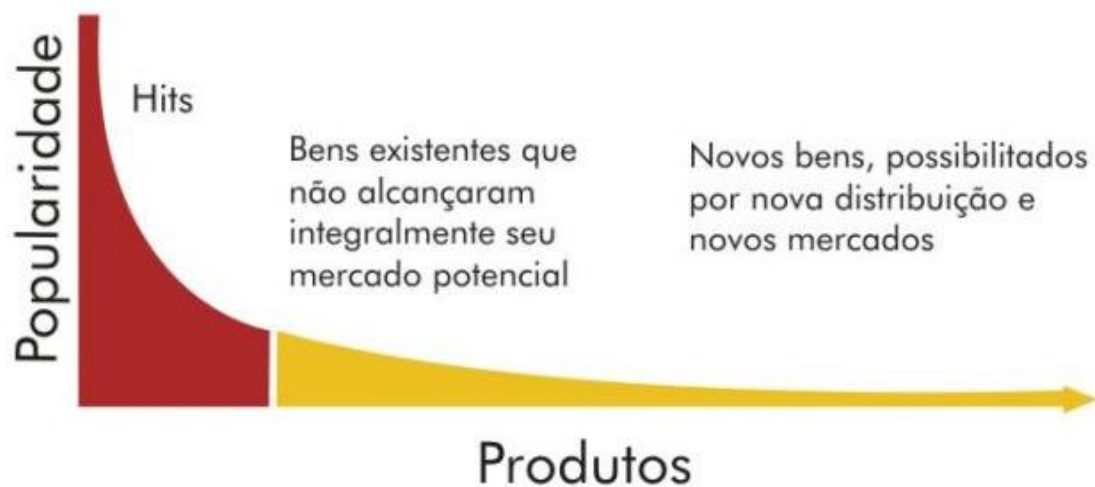 Popularidade
Hits
Bens existentes que
não alcançaram
integralmente seu
mercado potencial
Novos bens, possibilitados
por nova distribuição e
novos mercados
Produtos